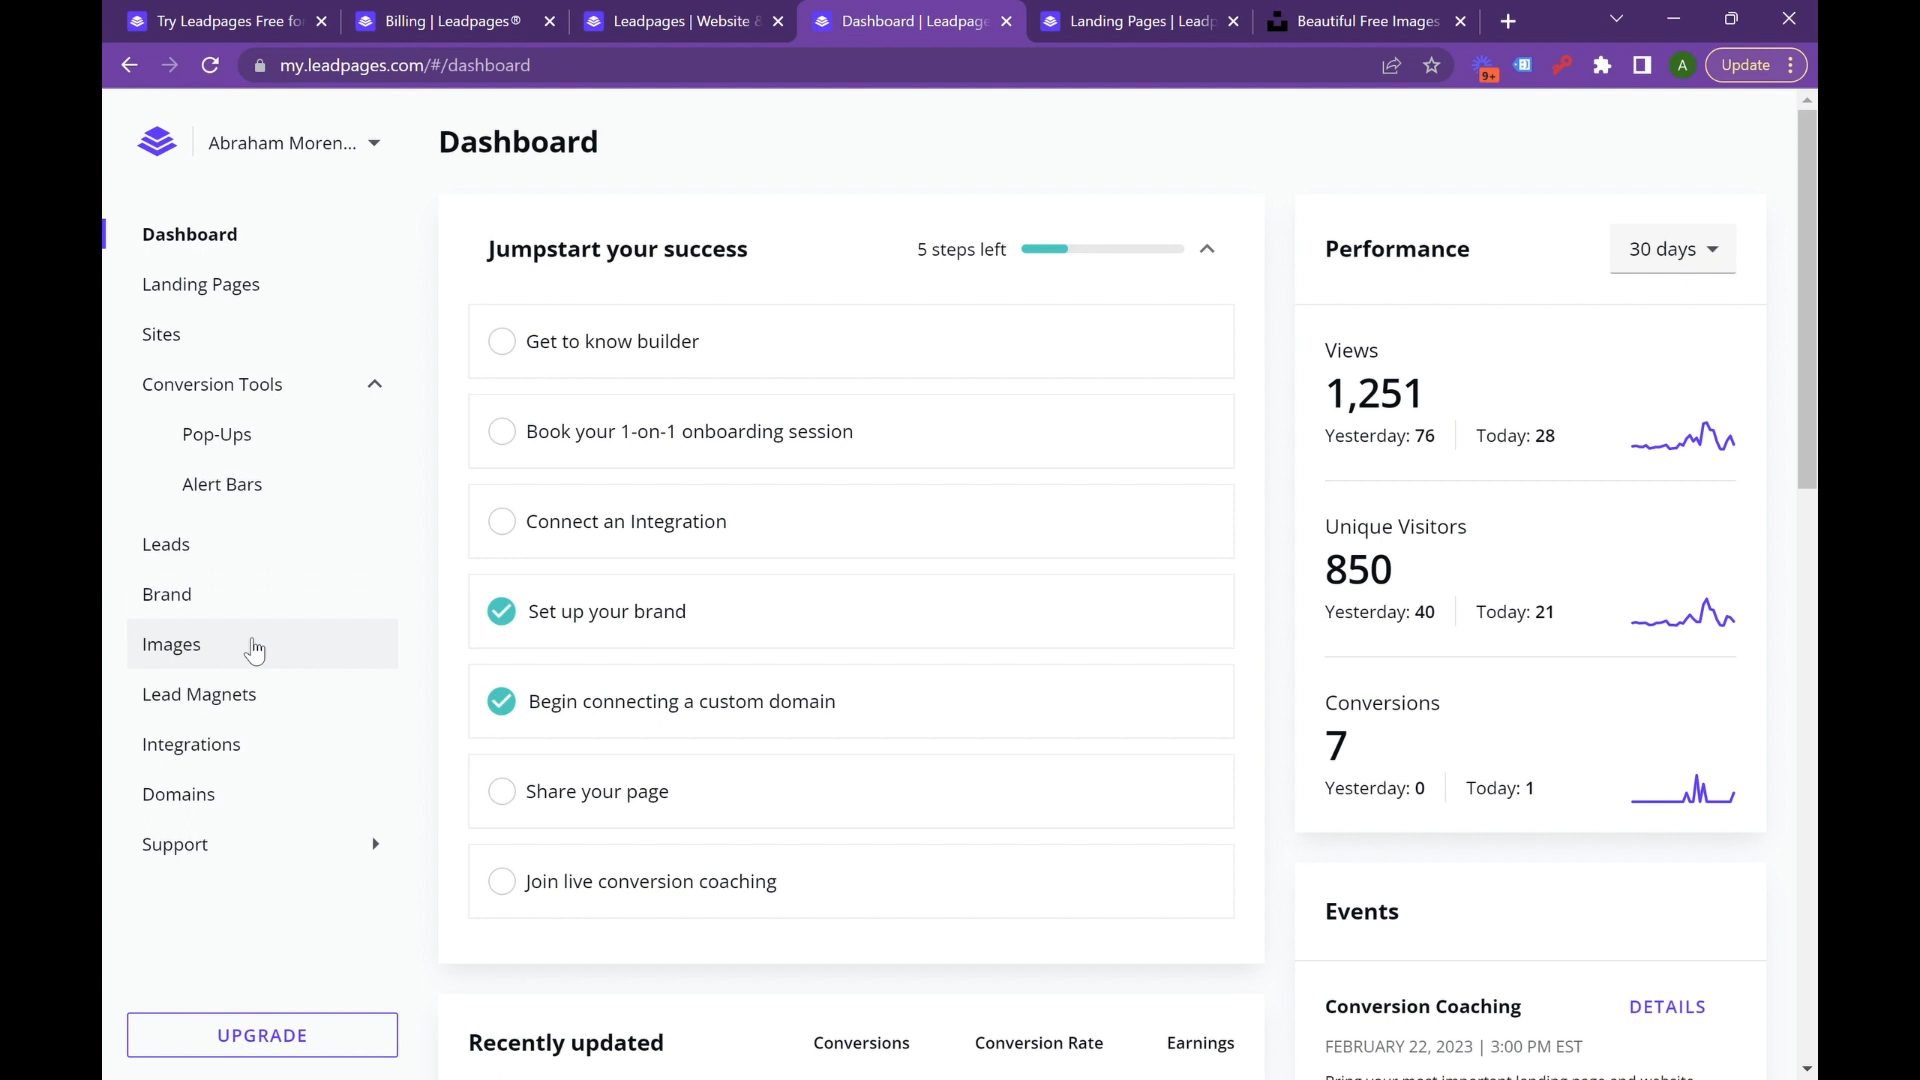 Try Leadpages Free for
Billing | Leadpages®
Leadpages | Website &
Dashboard | Leadpage
Landing Pages | Leadp
Beautiful Free Images
my.leadpages.com/#/dashboard
9+
A
Update
Abraham Moren...
Dashboard
Dashboard
Landing Pages
Sites
Conversion Tools
Pop-Ups
Alert Bars
Leads
Brand
Images
Lead Magnets
Integrations
Domains
Support
UPGRADE
Jumpstart your success
5 steps left
Get to know builder
Book your 1-on-1 onboarding session
Connect an Integration
Set up your brand
Begin connecting a custom domain
Share your page
Join live conversion coaching
Recently updated
Conversions
Conversion Rate
Earnings
Performance
30 days
Views
1,251
Yesterday: 76
Today: 28
Unique Visitors
850
Yesterday: 40
Today: 21
Conversions
7
Yesterday: 0
Today: 1
Events
Conversion Coaching
DETAILS
FEBRUARY 22, 2023 | 3:00 PM EST